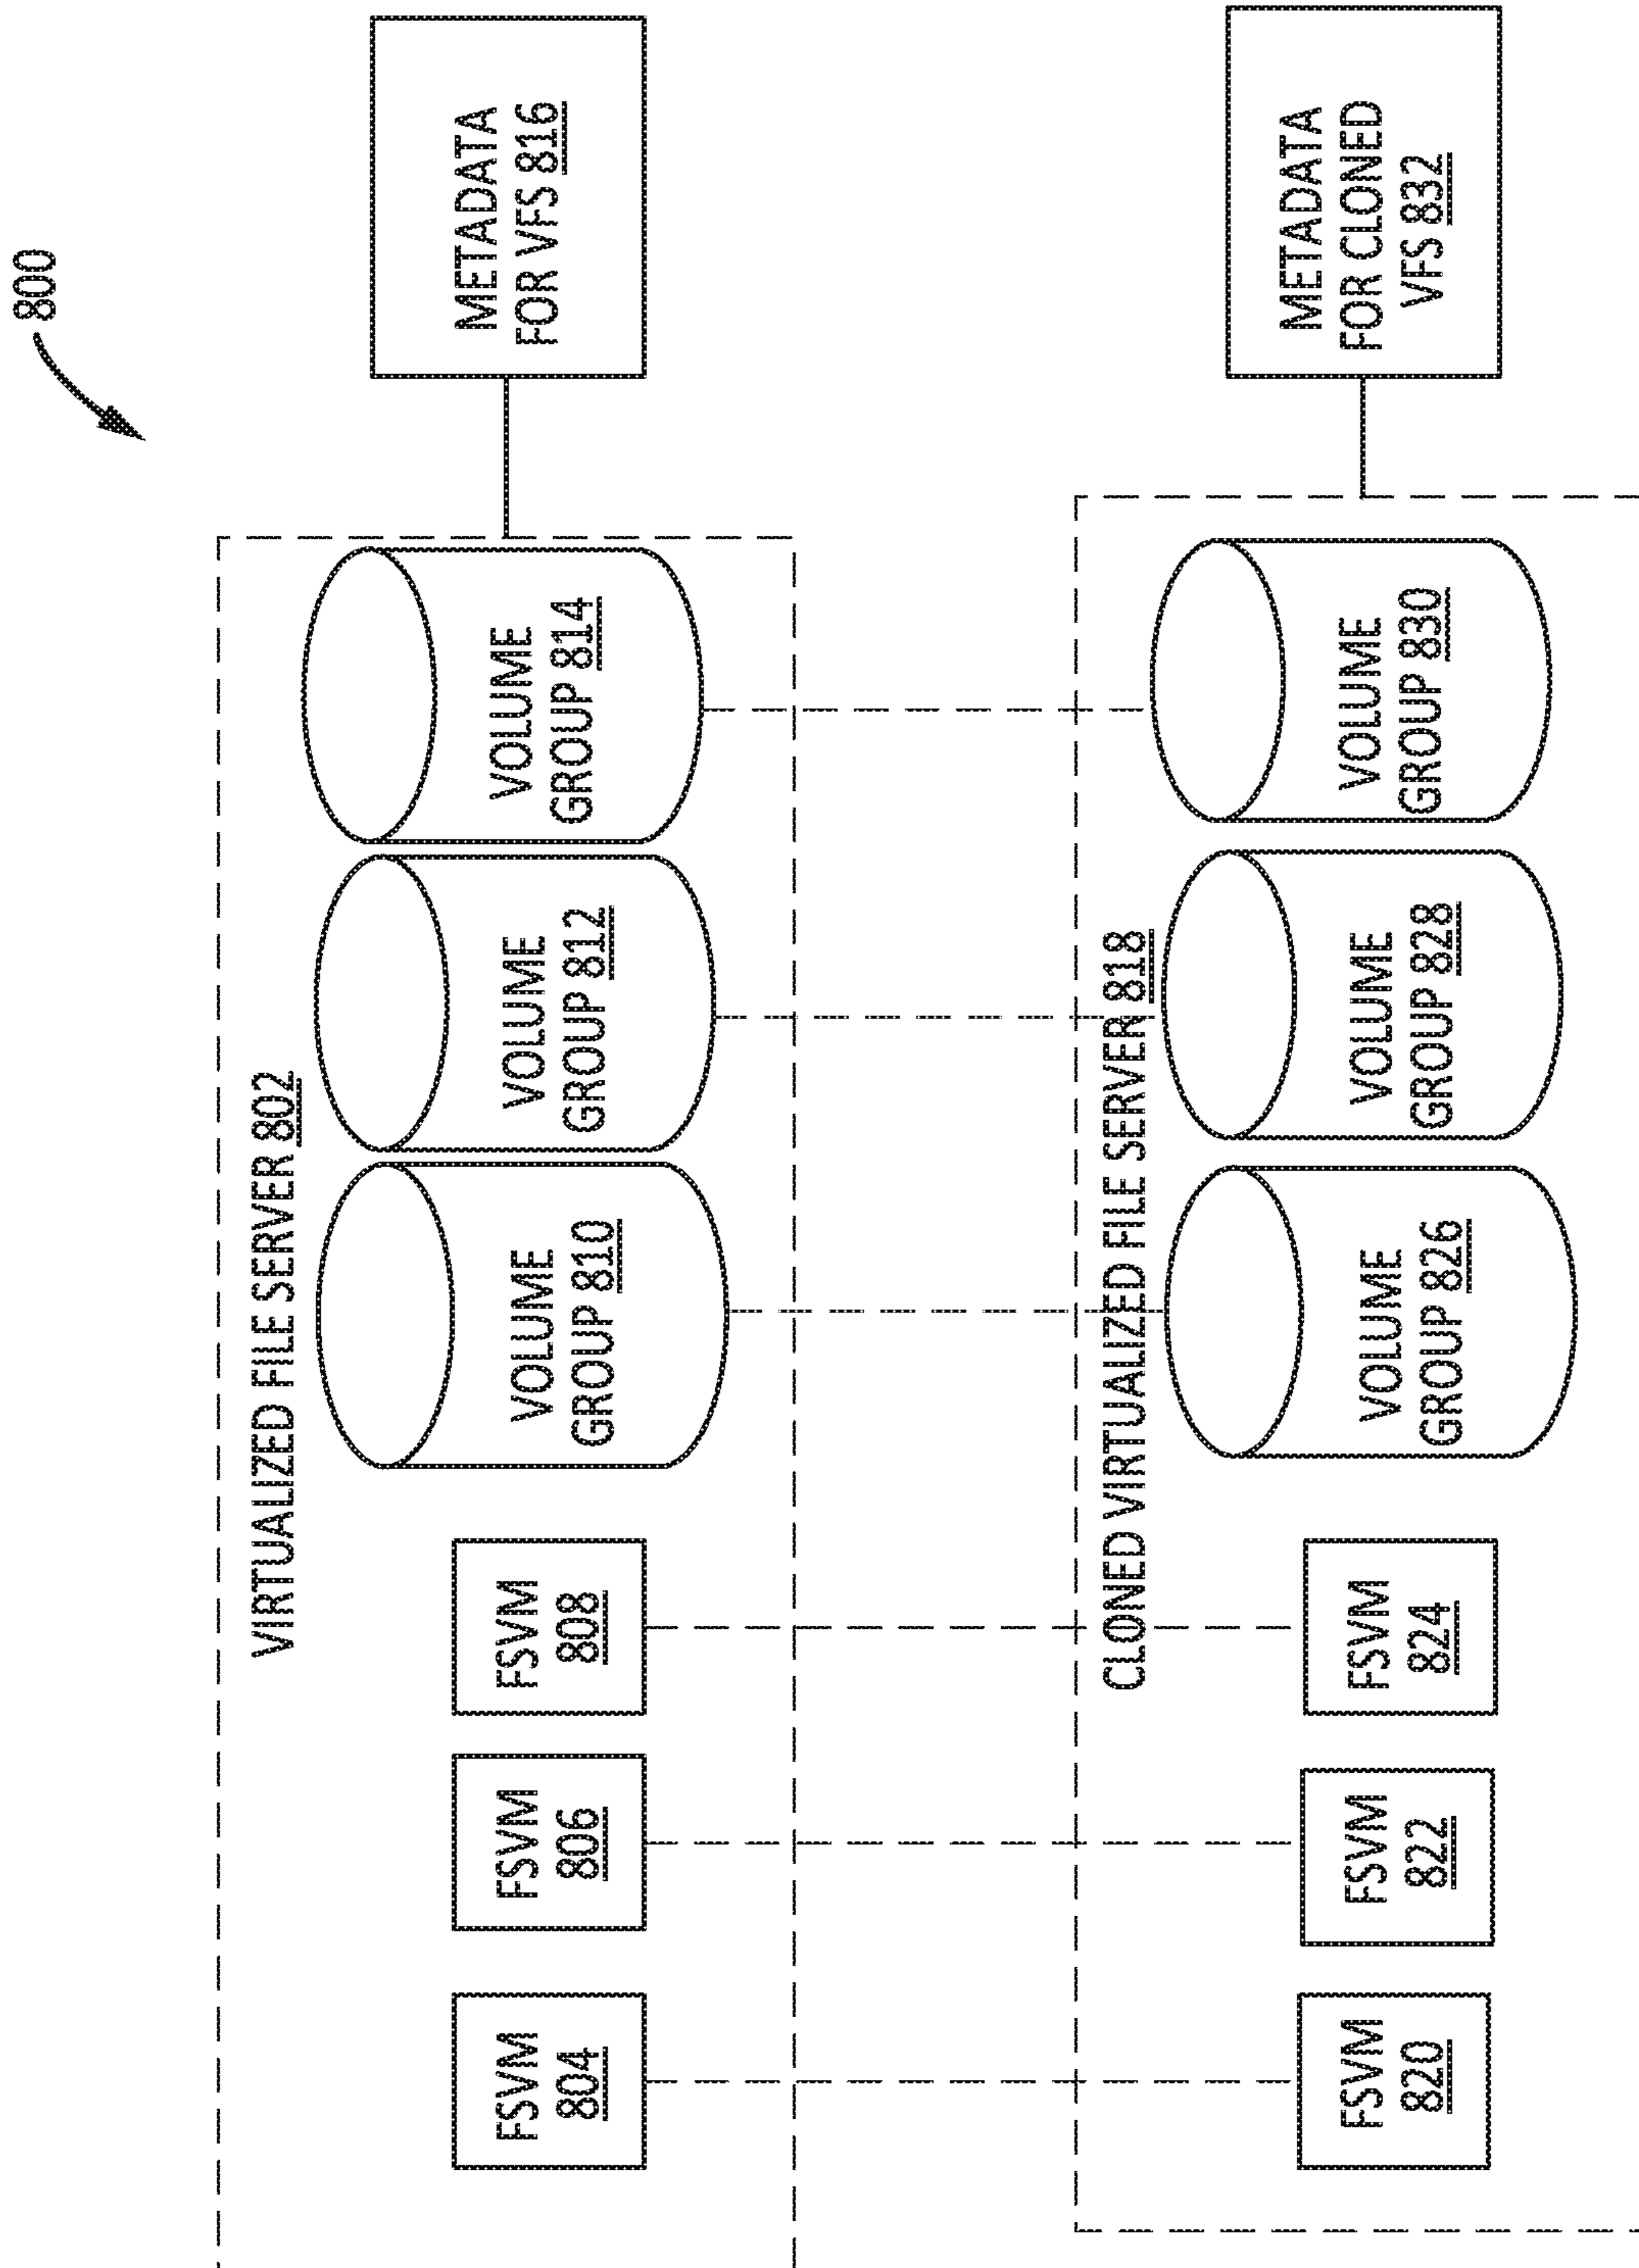 800
VIRTUALIZED FILE SERVER 802
FSVM
804
FSVM
806
FSVM
808
VOLUME
GROUP 810
VOLUME
GROUP 812
VOLUME
GROUP 814
METADATA
FOR VFS 816
CLONED VIRTUALIZED FILE SERVER 818
FSVM
820
FSVM
822
FSVM
824
VOLUME
GROUP 826
VOLUME
GROUP 828
VOLUME
GROUP 830
METADATA
FOR CLONED
VFS 832